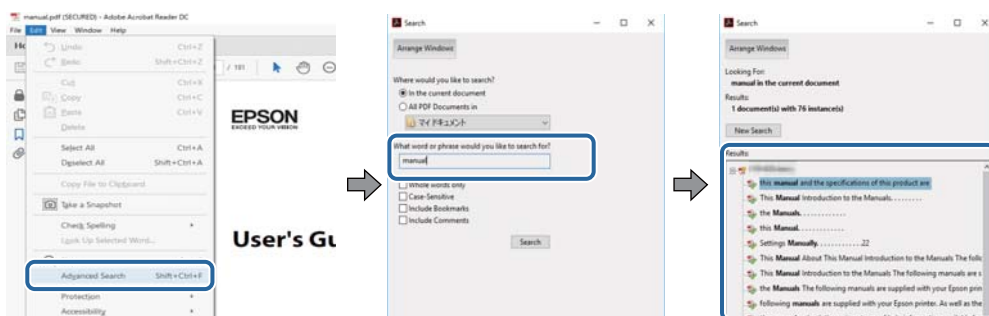 manual.pdf (SECURED) - Adobe Acrobat Reader DC
File Edit View Window Help
Undo Ctrl+Z
Redo Shift+Ctrl+Z
Cut Ctrl+X
Copy Ctrl+C
Paste Ctrl+V
Delete
Select All Ctrl+A
Deselect All Shift+Ctrl+A
Copy File to Clipboard
Take a Snapshot
Check Spelling
Look Up Selected Word...
Advanced Search Shift+Ctrl+F
Protection
Accessibility
/ 181
EPSON
EXCEED YOUR VISION
User's Gu
Search
Arrange Windows
Where would you like to search?
In the current document
All PDF Documents in
マイ ドキュメント
What word or phrase would you like to search for?
manual
Whole words only
Case-Sensitive
Include Bookmarks
Include Comments
Search
Search
Arrange Windows
Looking For:
manual in the current document
Results:
1 document(s) with 76 instance(s)
New Search
Results:
this manual and the specifications of this product are
This Manual Introduction to the Manuals. . . . . . . . .
the Manuals. . . . . . . . . . . . .
this Manual. . . . . . . . . . . . .
Settings Manually. . . . . . . . . . . . 22
This Manual About This Manual Introduction to the Manuals The follo
This Manual Introduction to the Manuals The following manuals are s
the Manuals The following manuals are supplied with your Epson prin
following manuals are supplied with your Epson printer. As well as the